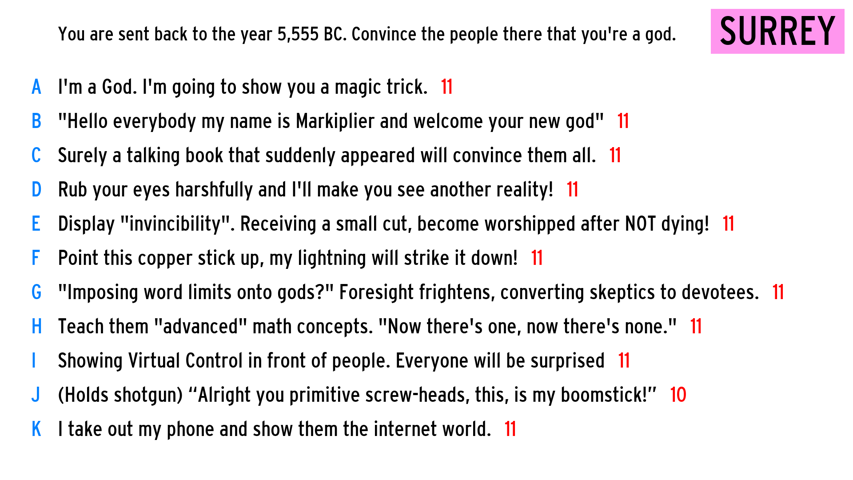 You are sent back to the year 5,555 BC. Convince the people there that you're a god.
SURREY
A I'm a God. I'm going to show you a magic trick. 11
B "Hello everybody my name is Markiplier and welcome your new god" 11
C Surely a talking book that suddenly appeared will convince them all. 11
D Rub your eyes harshfully and I'll make you see another reality! 11
E Display "invincibility". Receiving a small cut, become worshipped after NOT dying! 11
F Point this copper stick up, my lightning will strike it down! 11
G "Imposing word limits onto gods?" Foresight frightens, converting skeptics to devotees. 11
H Teach them "advanced" math concepts. "Now there's one, now there's none." 11
I Showing Virtual Control in front of people. Everyone will be surprised 11
J (Holds shotgun) “Alright you primitive screw-heads, this, is my boomstick!” 10
K I take out my phone and show them the internet world. 11